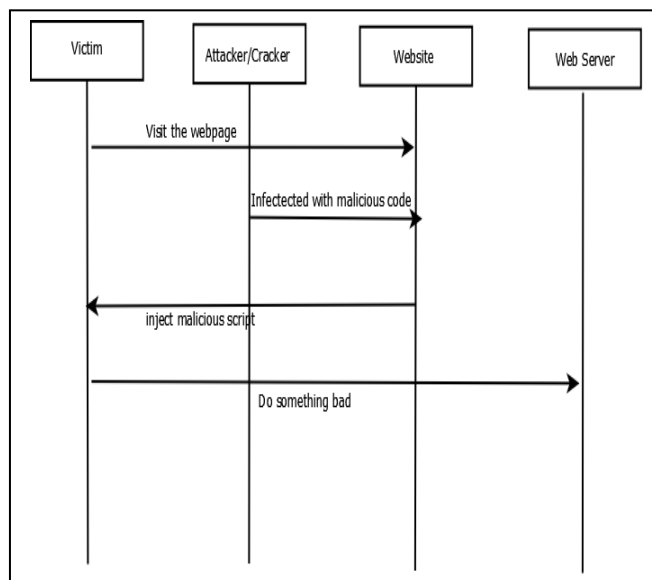 Victim
Attacker/Cracker
Website
Web Server
Visit the webpage
Infectected with malicious code
inject malicious script
Do something bad